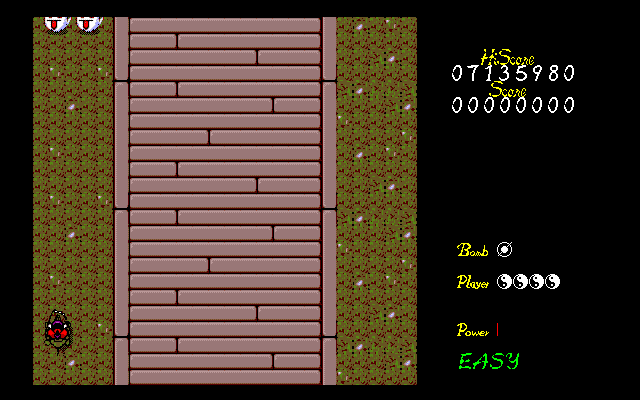 HiScore
07135980
Score
00000000
Bomb
Player
Power
EASY